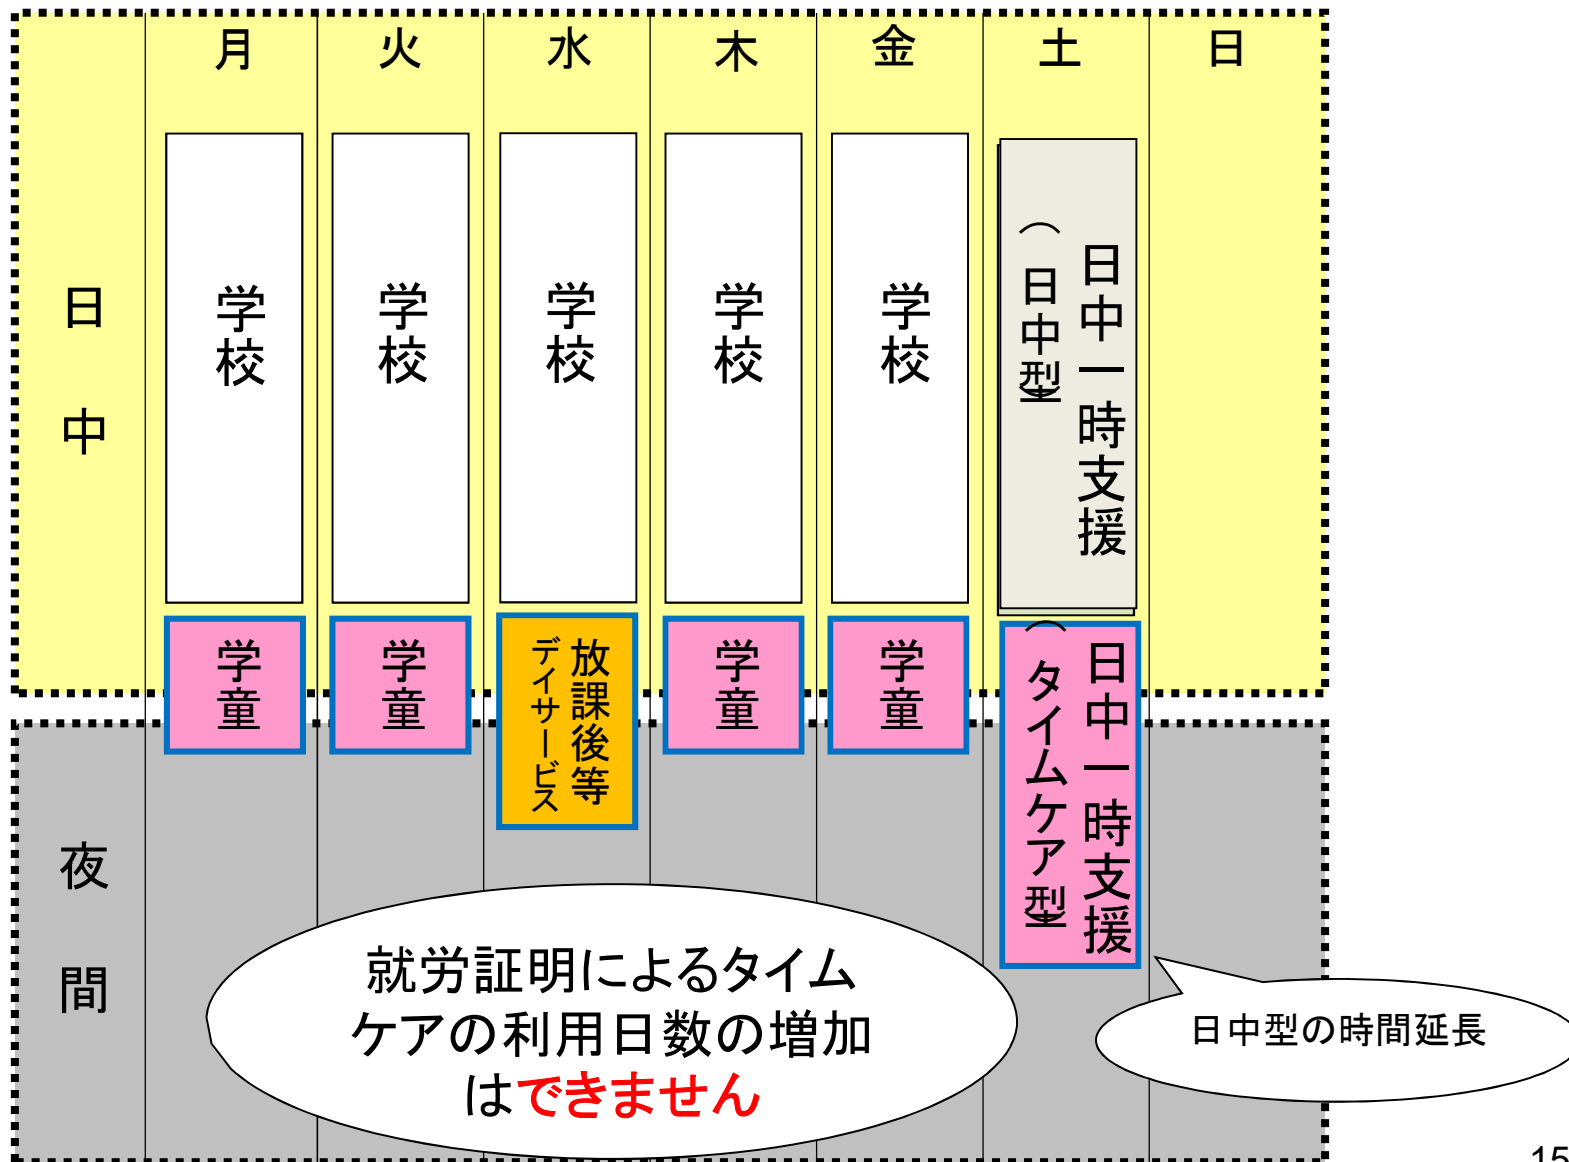 月 火 水 木 金 土 日
日中
学校
学校
学校
学校
学校
日中一時支援
（日中型）
学童
学童
放課後等
デイサービス
学童
学童
日中一時支援
（タイムケア型）
夜間
就労証明によるタイム
ケアの利用日数の増加
はできません
日中型の時間延長
15